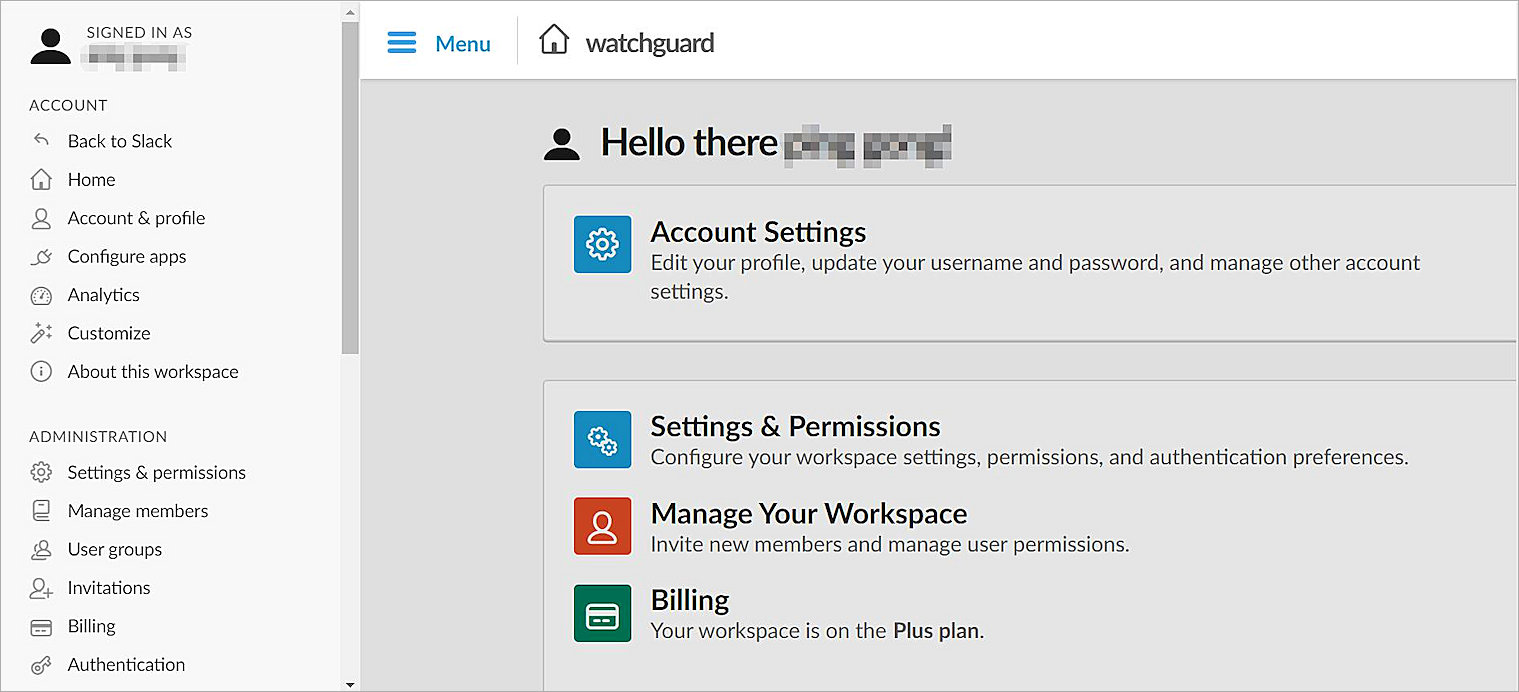 SIGNED IN AS
ACCOUNT
Back to Slack
Home
Account & profile
Configure apps
Analytics
Customize
About this workspace
ADMINISTRATION
Settings & permissions
Manage members
User groups
Invitations
Billing
Authentication
Menu
watchguard
Hello there
Account Settings
Edit your profile, update your username and password, and manage other account
settings.
Settings & Permissions
Configure your workspace settings, permissions, and authentication preferences.
Manage Your Workspace
Invite new members and manage user permissions.
Billing
Your workspace is on the Plus plan.